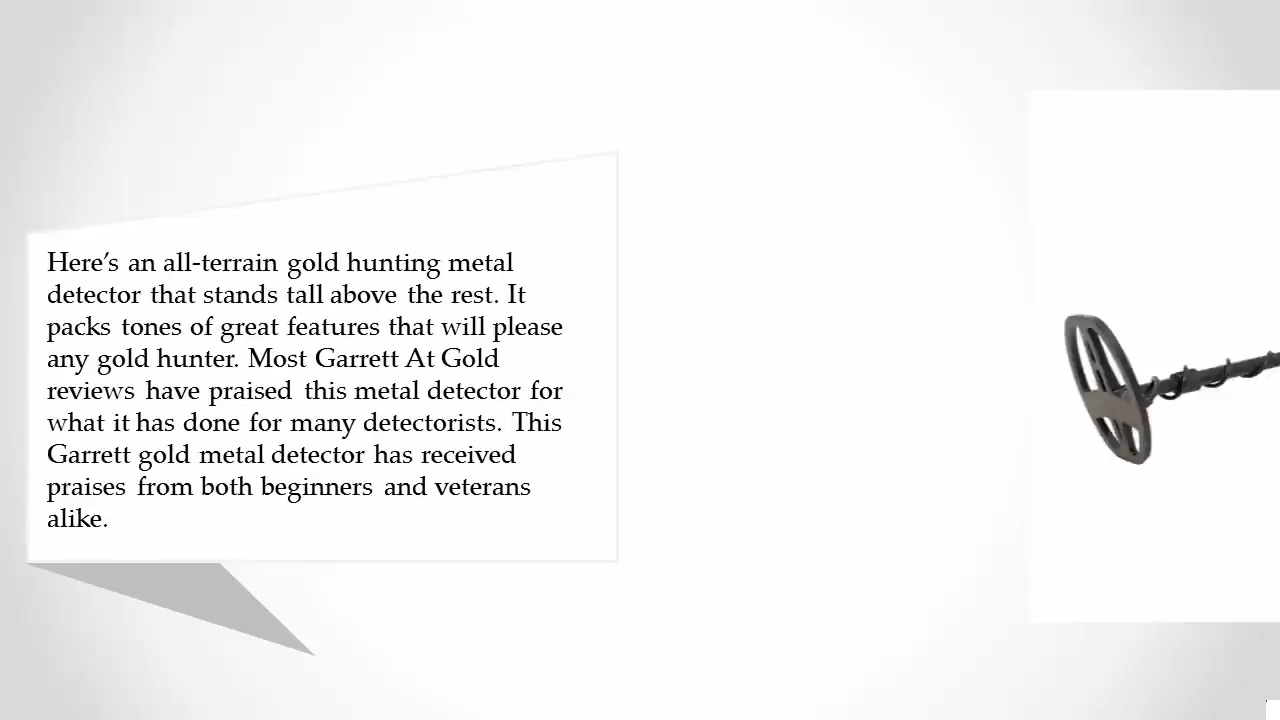 Here’s an all-terrain gold hunting metal
detector that stands tall above the rest. It
packs tones of great features that will please
any gold hunter. Most Garrett At Gold
reviews have praised this metal detector for
what it has done for many detectorists. This
Garrett gold metal detector has received
praises from both beginners and veterans
alike.